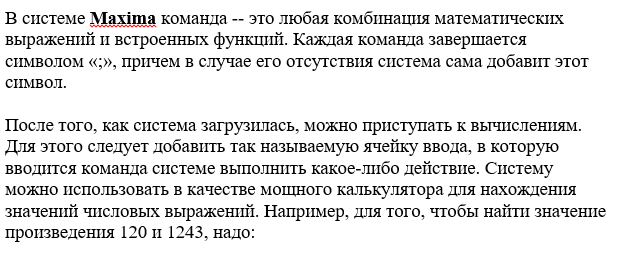 В системе Maxima команда -- это любая комбинация математических
выражений и встроенных функций. Каждая команда завершается
символом «;», причем в случае его отсутствия система сама добавит этот
символ.
После того, как система загрузилась, можно приступать к вычислениям.
Для этого следует добавить так называемую ячейку ввода, в которую
вводится команда системе выполнить какое-либо действие. Систему
можно использовать в качестве мощного калькулятора для нахождения
значений числовых выражений. Например, для того, чтобы найти значение
произведения 120 и 1243, надо: